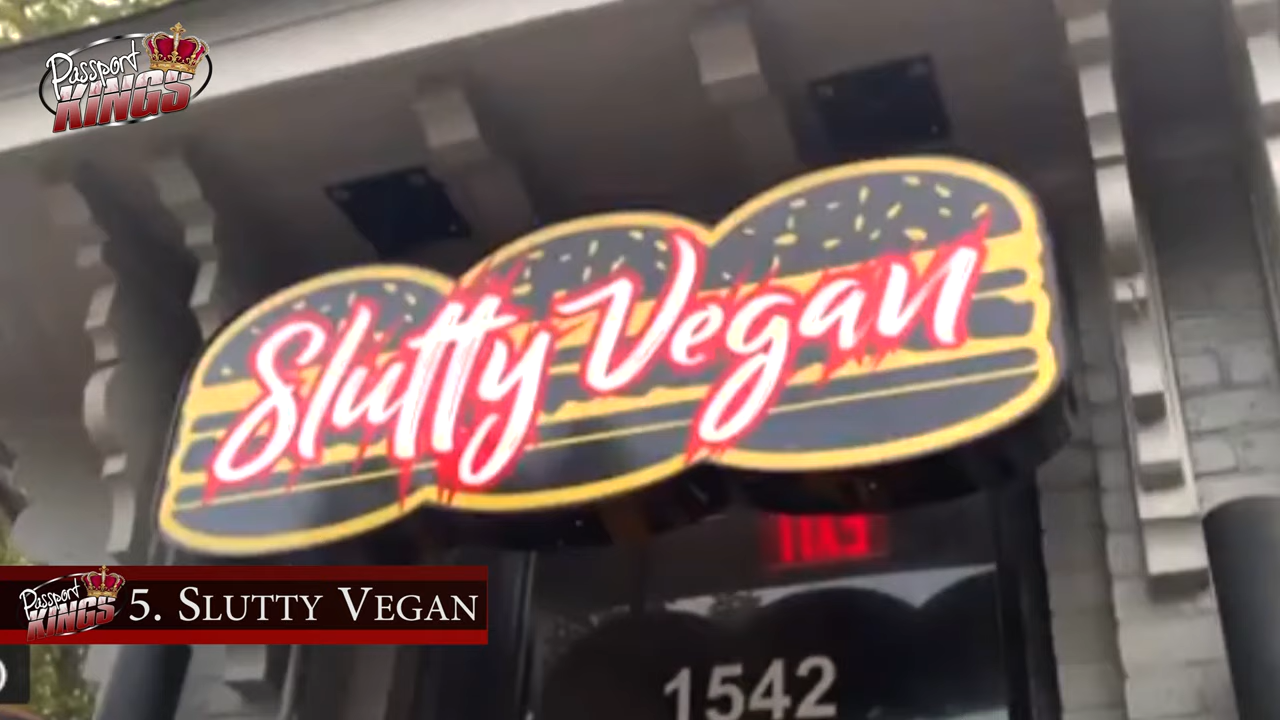 Passport
KINGS
Slutty Vegan
Passport
KINGS
5. SLUTTY VEGAN
1542